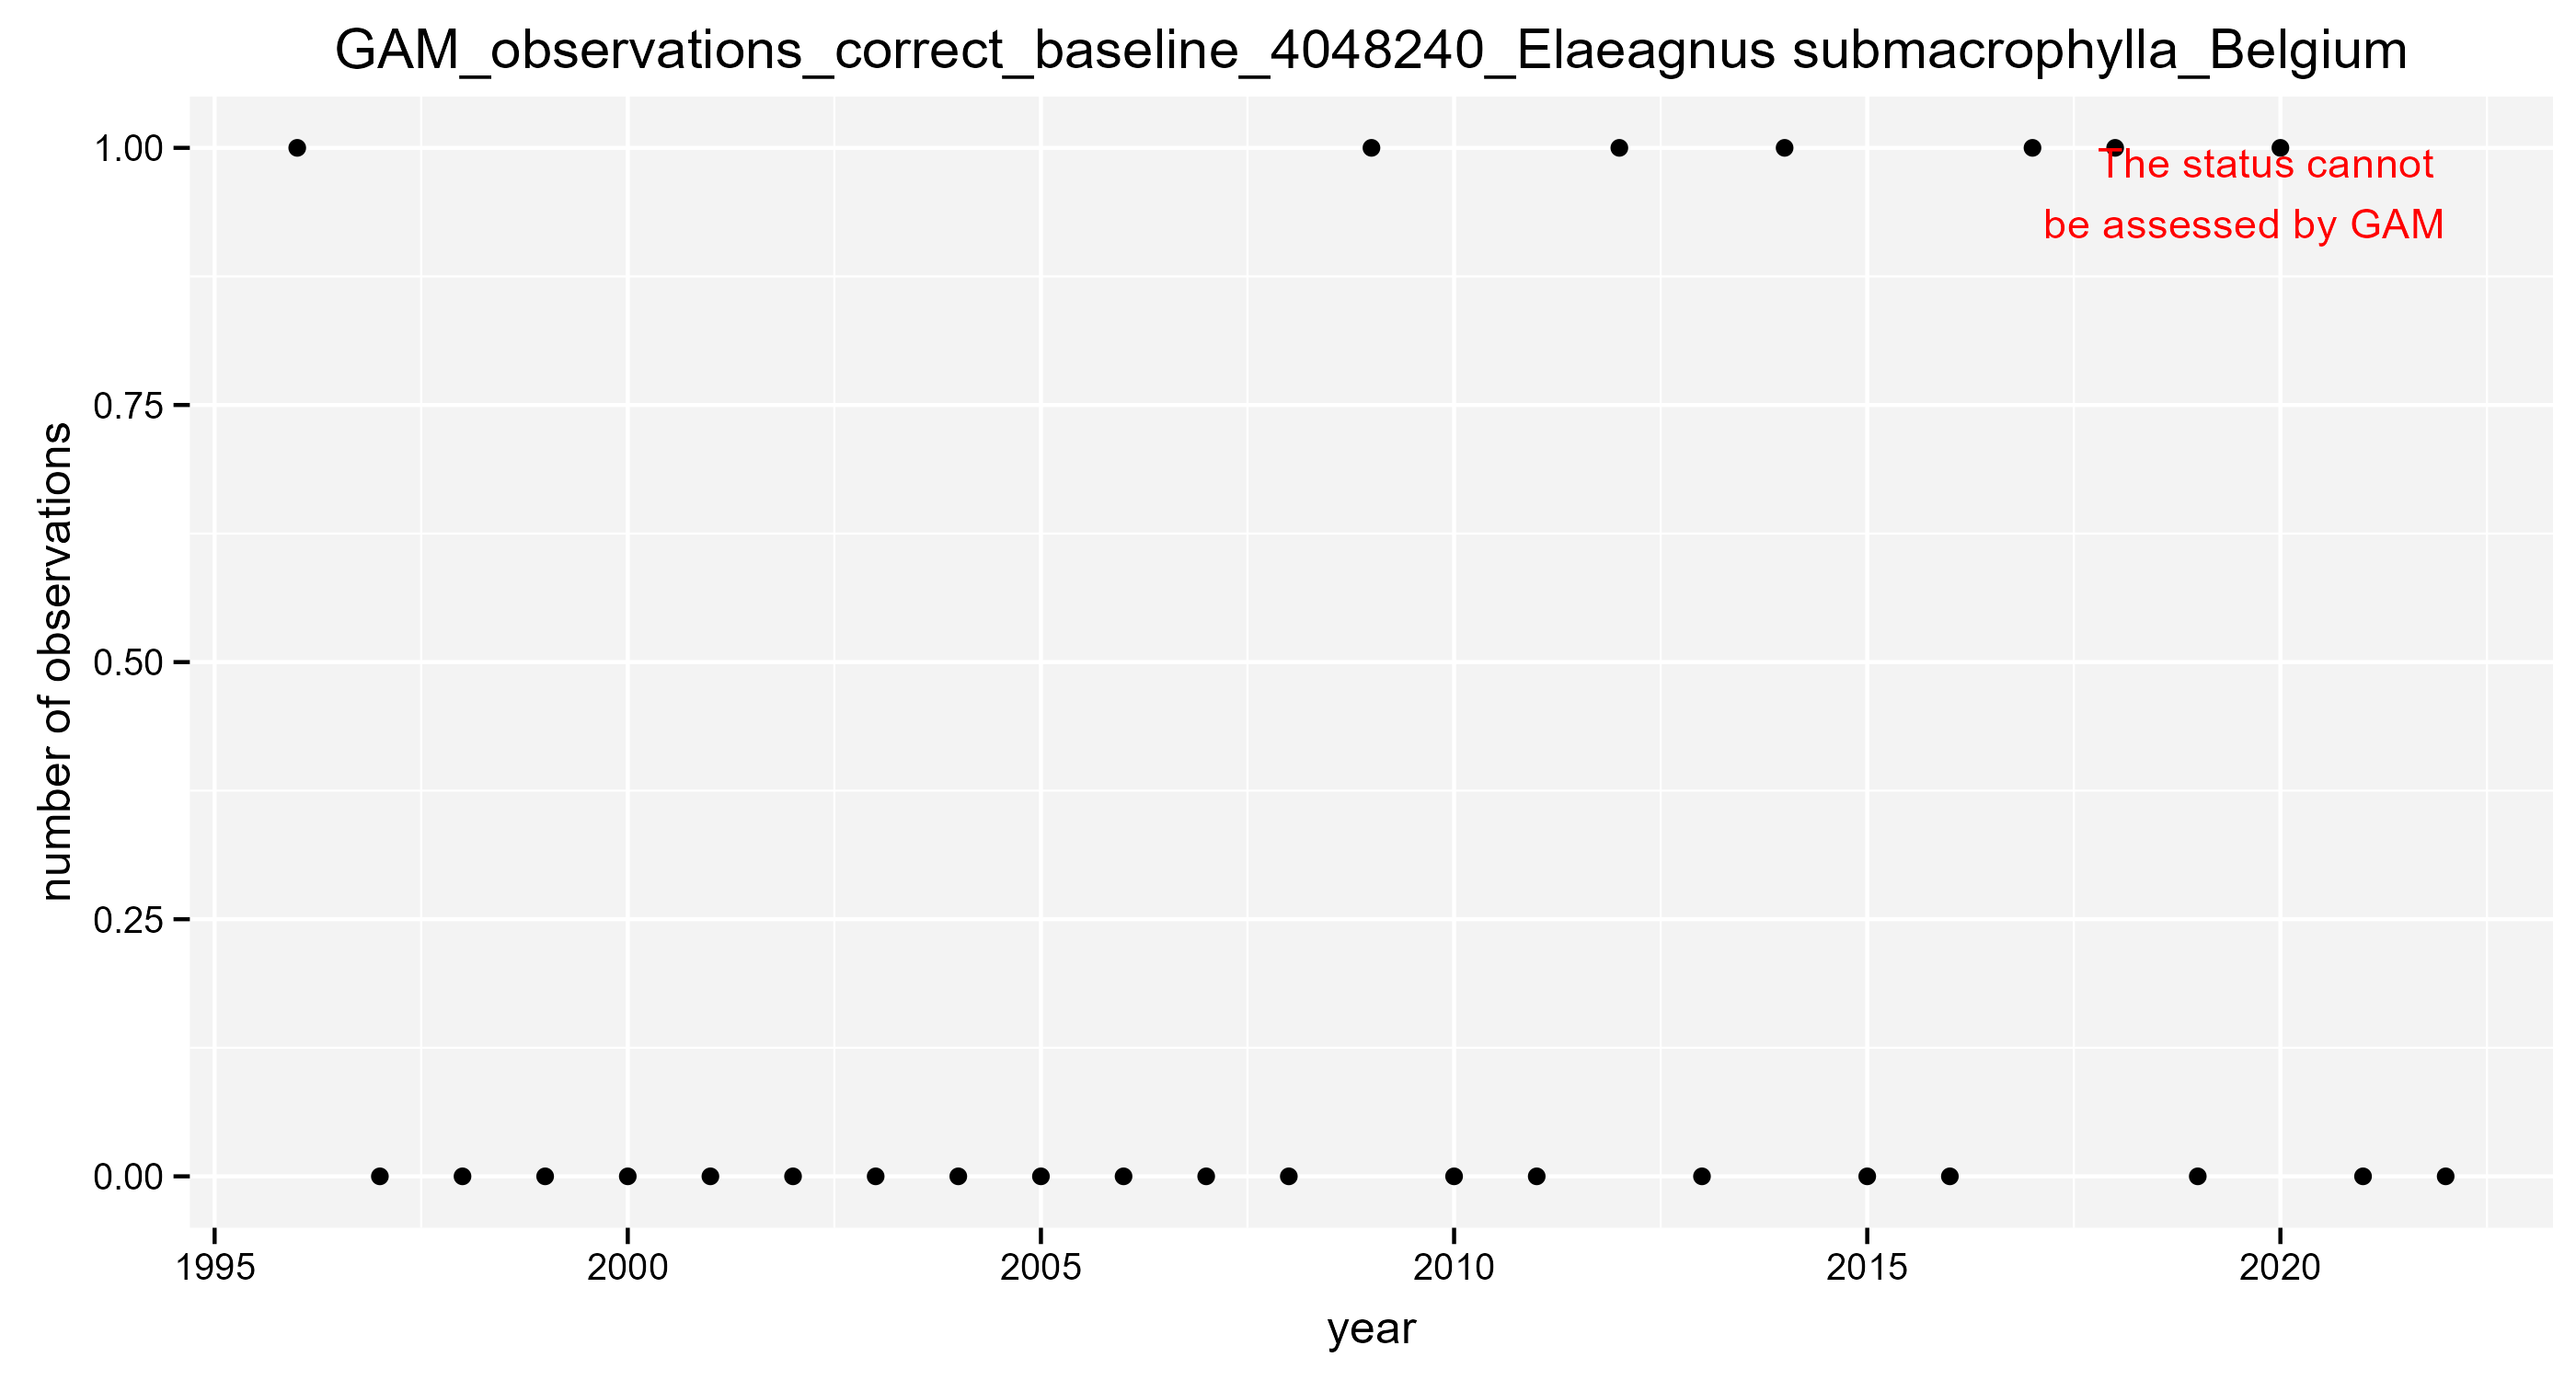 GAM_observations_correct_baseline_4048240_Elaeagnus submacrophylla_Belgium
1.00
The status cannot
be assessed by GAM
0.75
0.50
0.25
0.00
number of observations
1995 2000 2005 2010 2015 2020
year